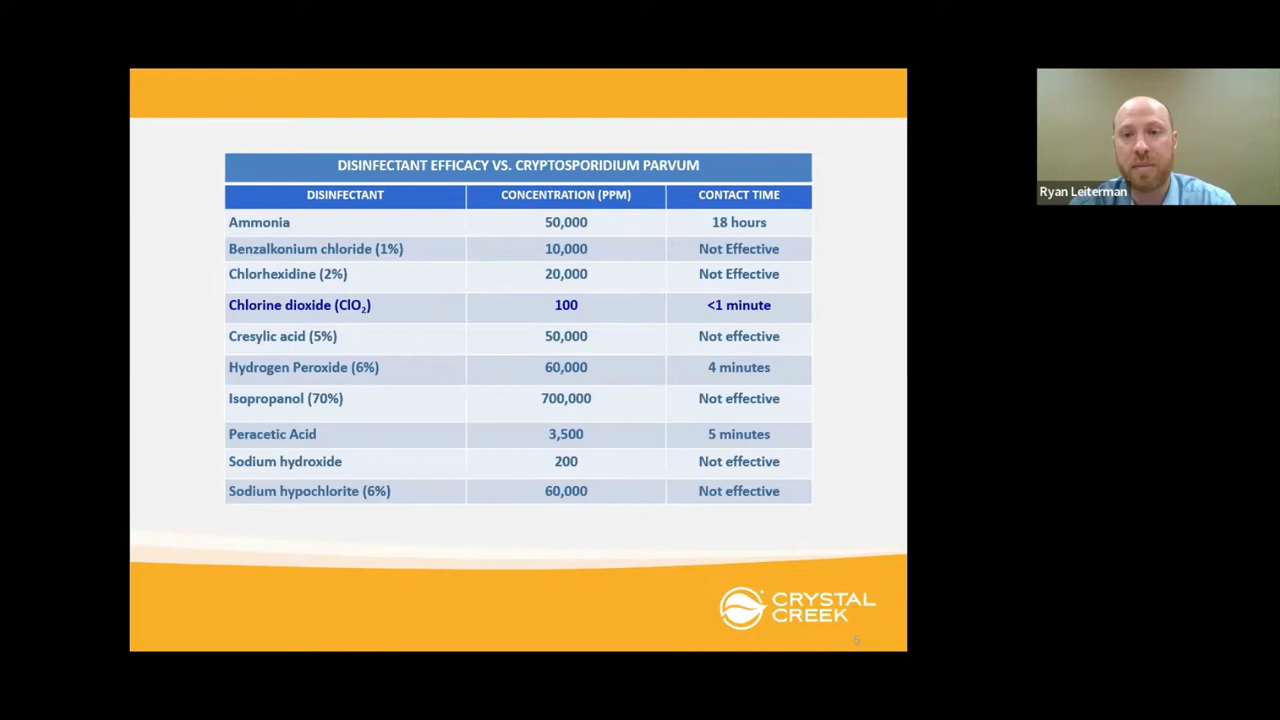 DISINFECTANT EFFICACY VS. CRYPTOSPORIDIUM PARVUM
DISINFECTANT CONCENTRATION (PPM) CONTACT TIME
Ammonia 50,000 18 hours
Benzalkonium chloride (1%) 10,000 Not Effective
Chlorhexidine (2%) 20,000 Not Effective
Chlorine dioxide (ClO₂) 100 <1 minute
Cresylic acid (5%) 50,000 Not effective
Hydrogen Peroxide (6%) 60,000 4 minutes
Isopropanol (70%) 700,000 Not effective
Peracetic Acid 3,500 5 minutes
Sodium hydroxide 200 Not effective
Sodium hypochlorite (6%) 60,000 Not effective
CRYSTAL
CREEK
5
Ryan Leiterman